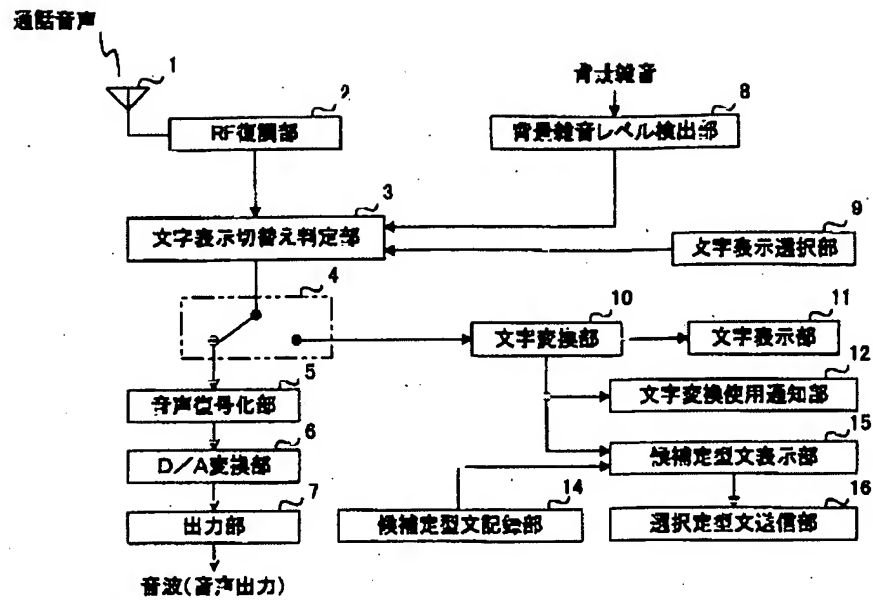 通話音声
1
背景雑音
2
8
RF復調部
背景雑音レベル検出部
3
9
文字表示切替え判定部
文字表示選択部
4
10
11
文字変換部
文字表示部
12
5
文字変換使用通知部
音声復号化部
15
6
候補定型文表示部
D/A変換部
14
16
7
候補定型文記録部
選択定型文送信部
出力部
音波(音声出力)